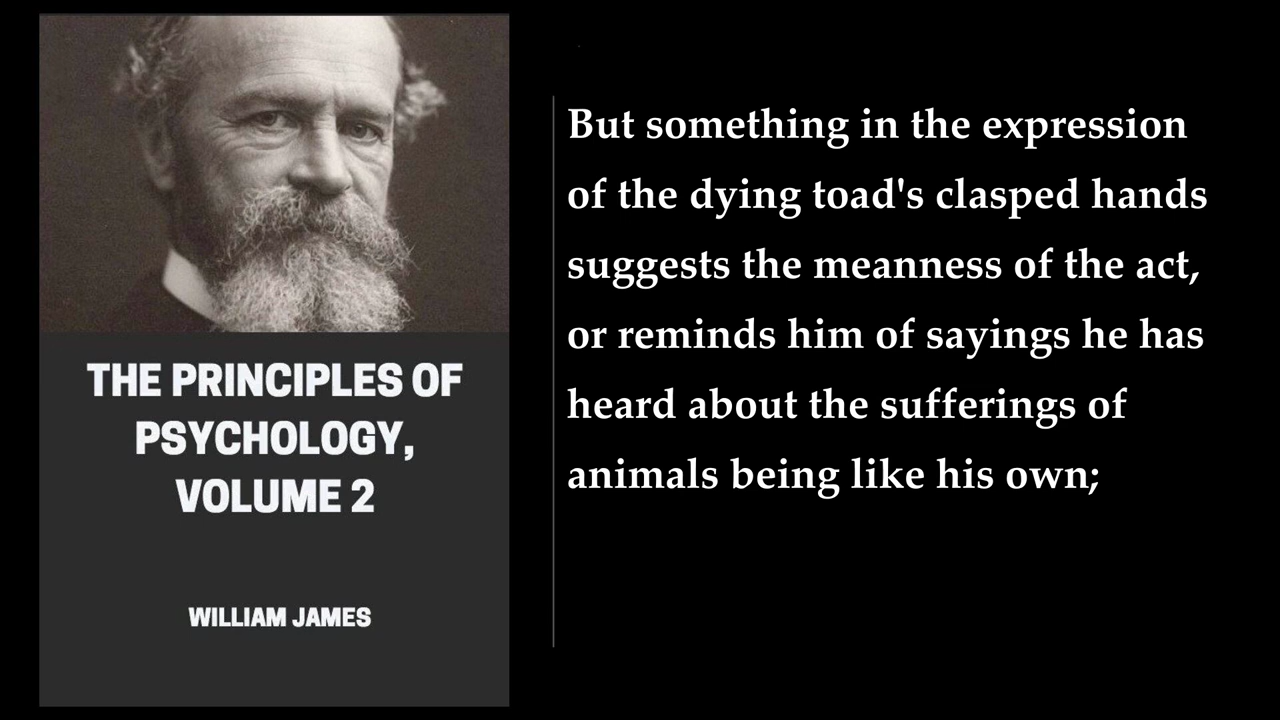 THE PRINCIPLES OF
PSYCHOLOGY,
VOLUME 2
WILLIAM JAMES
But something in the expression
of the dying toad's clasped hands
suggests the meanness of the act,
or reminds him of sayings he has
heard about the sufferings of
animals being like his own;